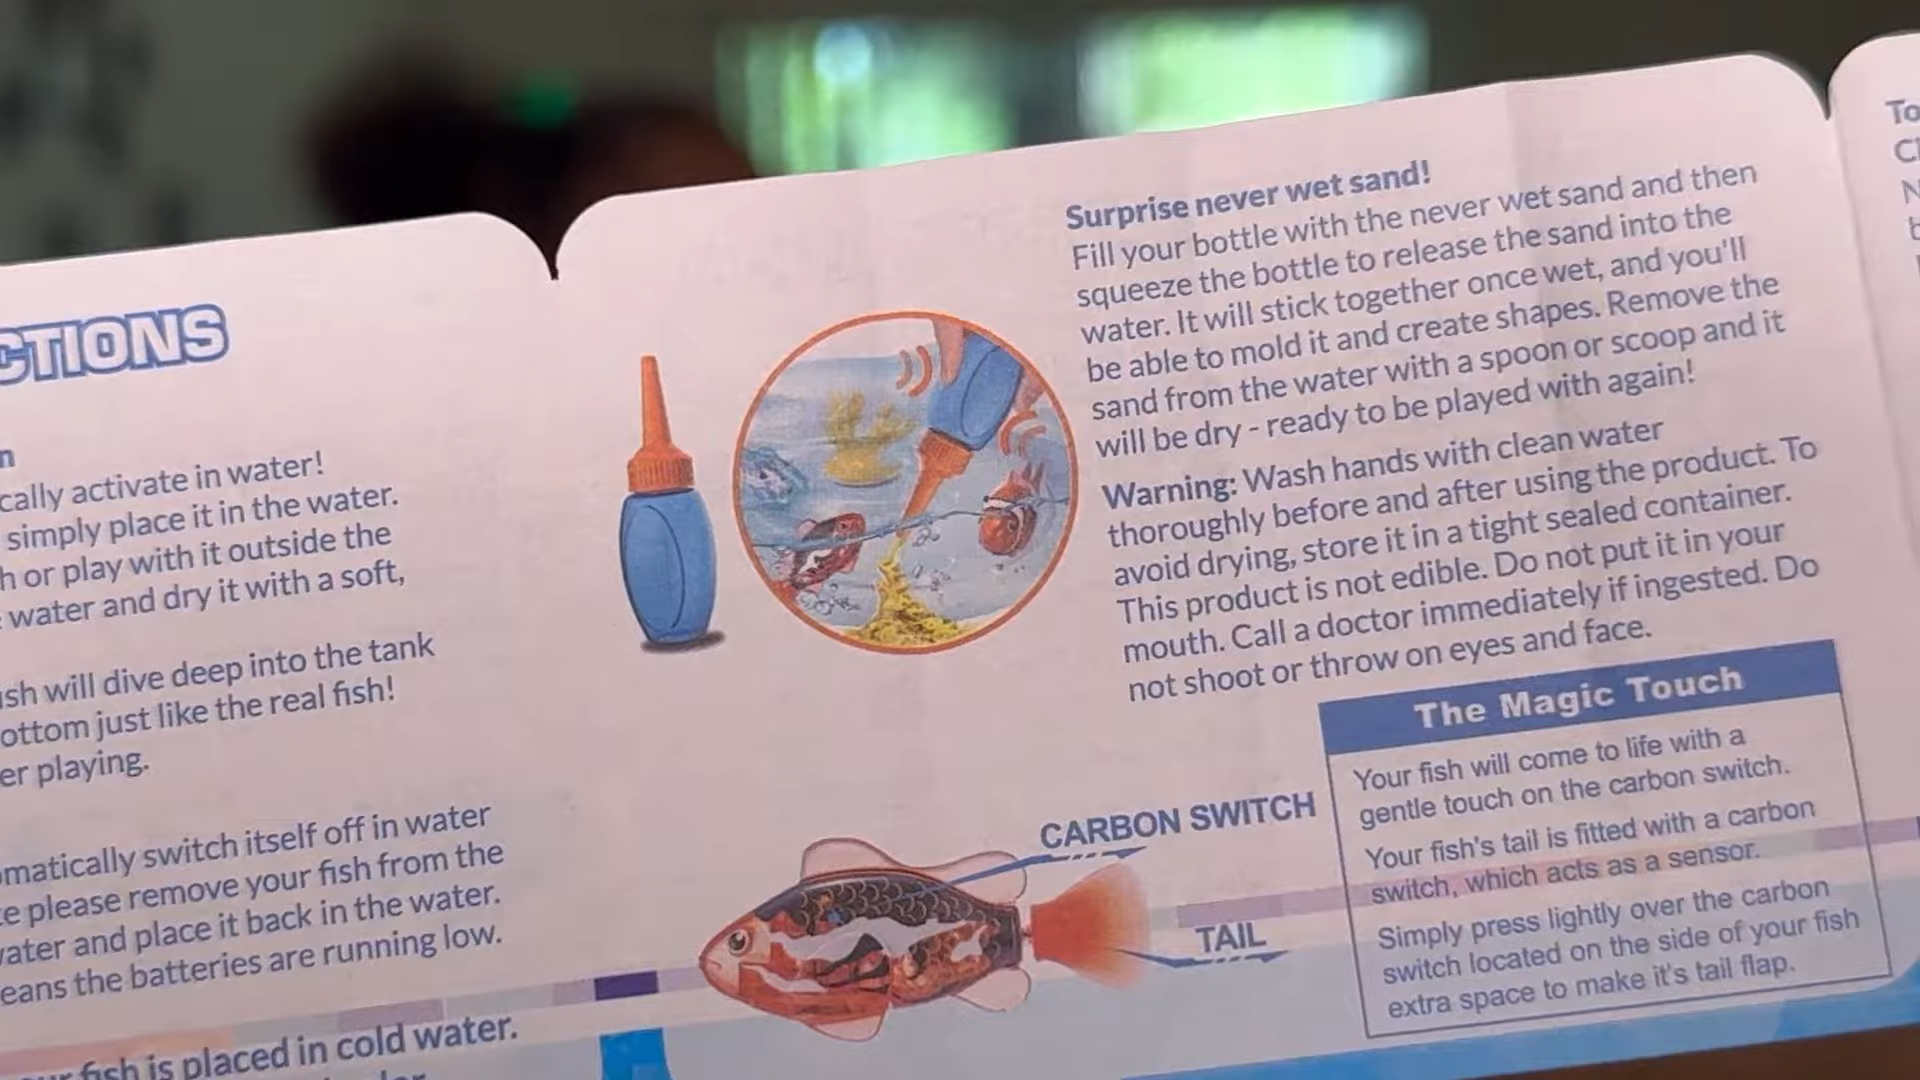 CTIONS
n
cally activate in water!
simply place it in the water.
h or play with it outside the
water and dry it with a soft,
ish will dive deep into the tank
ottom just like the real fish!
er playing.
omatically switch itself off in water
ce please remove your fish from the
water and place it back in the water.
eans the batteries are running low.
ur fish is placed in cold water.
Surprise never wet sand!
Fill your bottle with the never wet sand and then
squeeze the bottle to release the sand into the
water. It will stick together once wet, and you'll
be able to mold it and create shapes. Remove the
sand from the water with a spoon or scoop and it
will be dry - ready to be played with again!
Warning: Wash hands with clean water
thoroughly before and after using the product. To
avoid drying, store it in a tight sealed container.
This product is not edible. Do not put it in your
mouth. Call a doctor immediately if ingested. Do
not shoot or throw on eyes and face.
CARBON SWITCH
TAIL
The Magic Touch
Your fish will come to life with a
gentle touch on the carbon switch.
Your fish's tail is fitted with a carbon
switch, which acts as a sensor.
Simply press lightly over the carbon
switch located on the side of your fish
extra space to make it's tail flap.
To